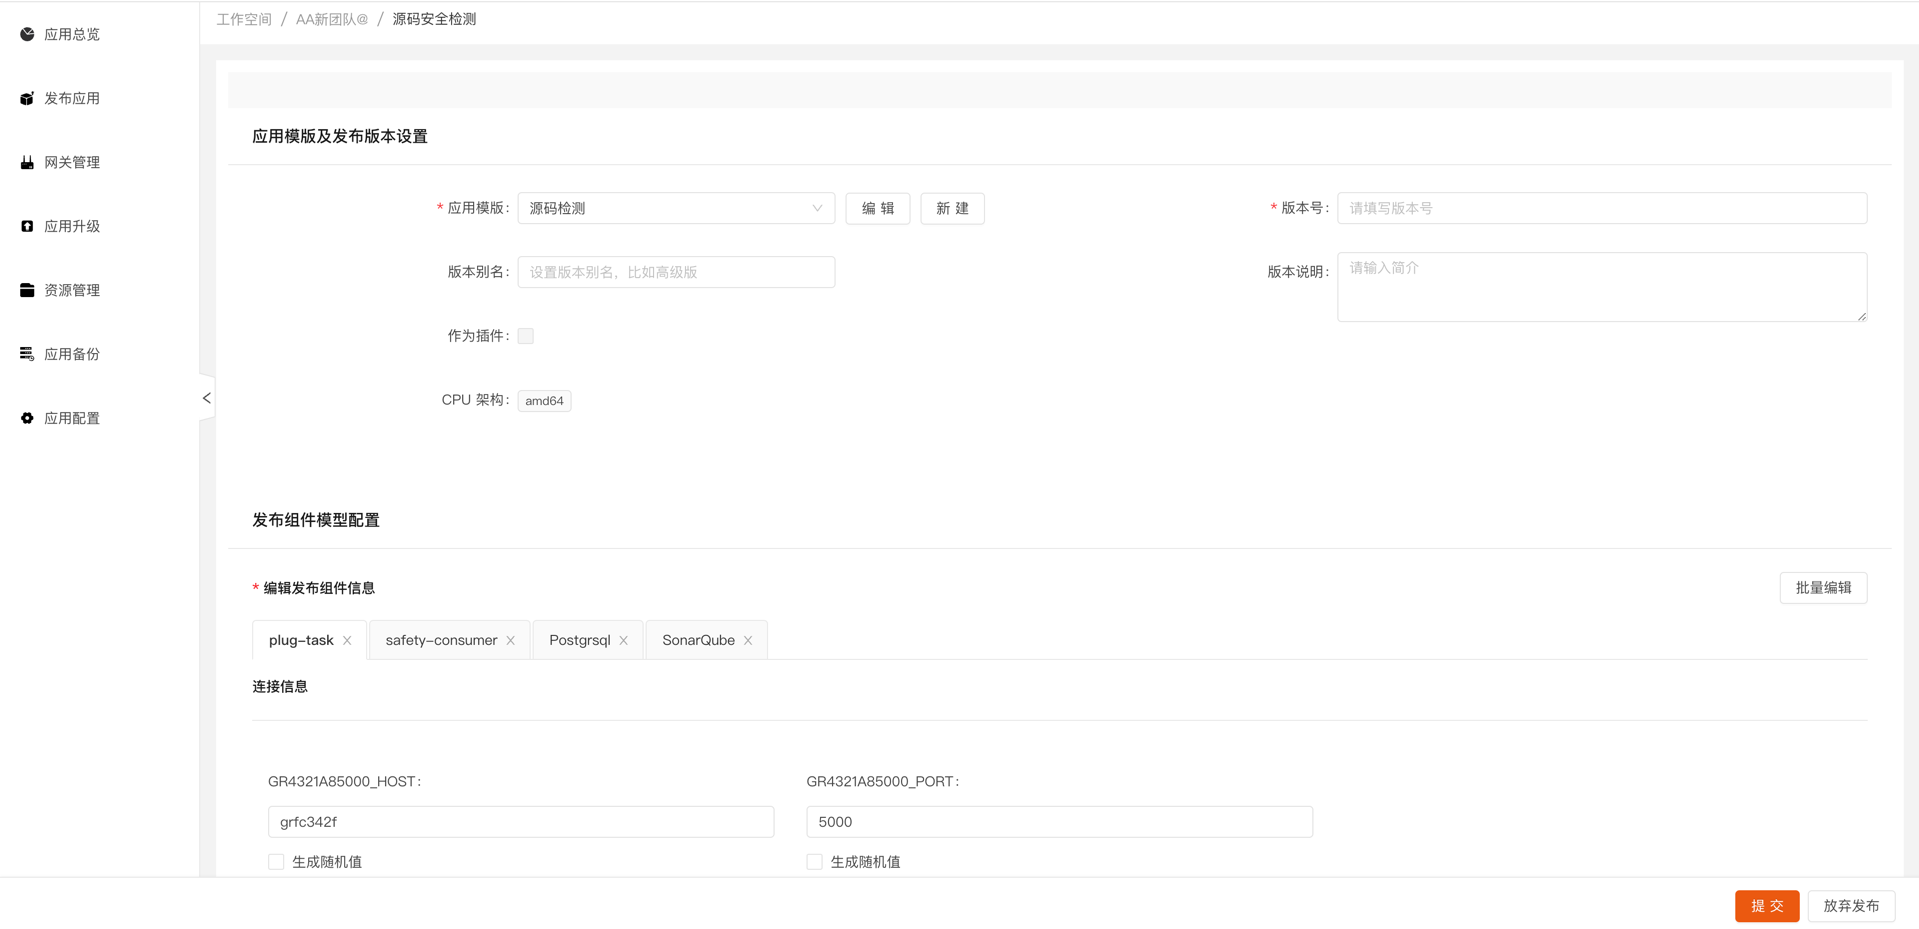 工作空间 / AA新团队@ / 源码安全检测
应用总览
发布应用
网关管理
应用升级
资源管理
应用备份
应用配置
应用模版及发布版本设置
* 应用模版: 源码检测 编 辑 新 建
* 版本号: 请填写版本号
版本别名: 设置版本别名, 比如高级版
版本说明: 请输入简介
作为插件:
CPU 架构: amd64
发布组件模型配置
* 编辑发布组件信息 批量编辑
plug-task safety-consumer Postgrsql SonarQube
连接信息
GR4321A85000_HOST: GR4321A85000_PORT:
grfc342f 5000
生成随机值 生成随机值
提 交 放弃发布